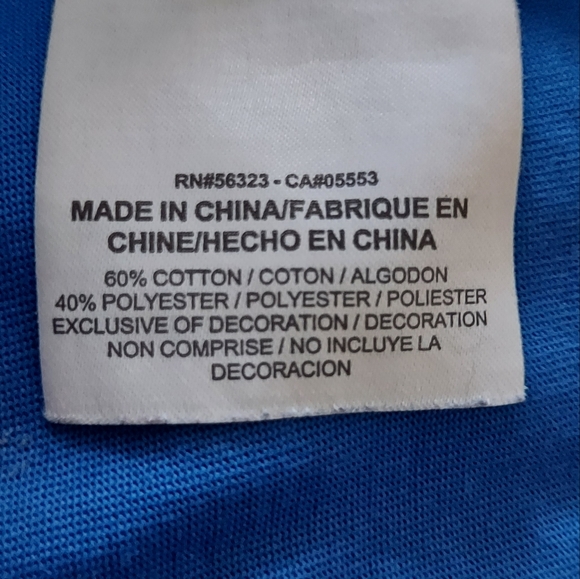 RN#56323 - CA#05553
MADE IN CHINA/FABRIQUE EN
CHINE/HECHO EN CHINA
60% COTTON / COTON / ALGODON
40% POLYESTER / POLYESTER / POLIESTER
EXCLUSIVE OF DECORATION / DECORATION
NON COMPRISE / NO INCLUYE LA
DECORACION